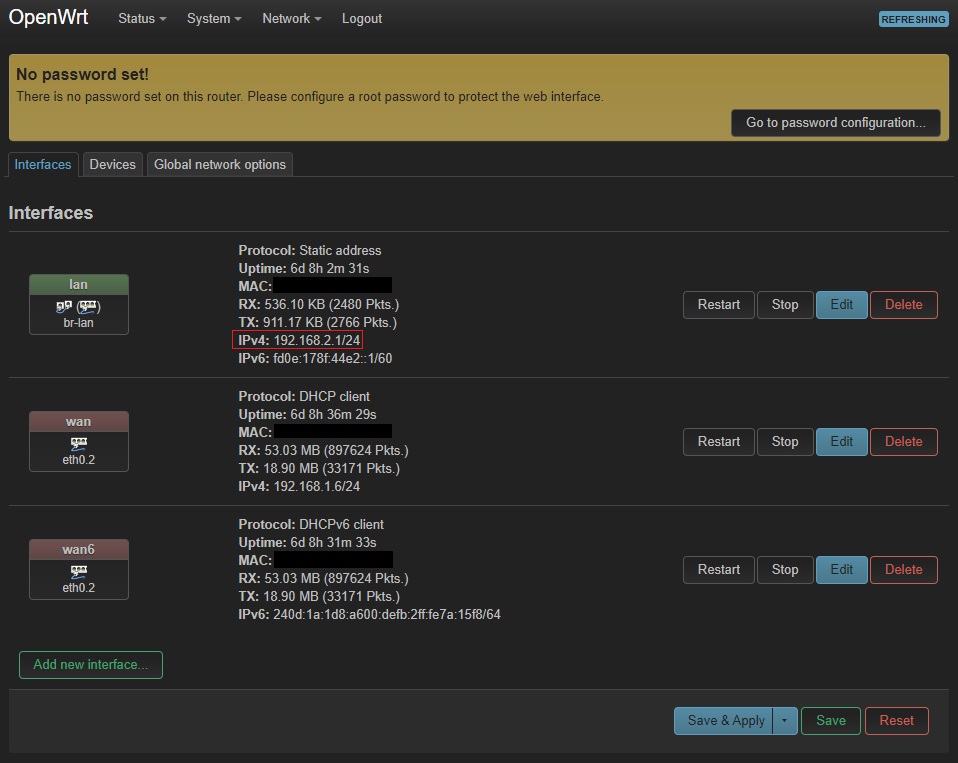 OpenWrt Status System Network Logout REFRESHING
No password set!
There is no password set on this router. Please configure a root password to protect the web interface.
Go to password configuration...
Interfaces Devices Global network options
Interfaces
lan
br-lan
Protocol: Static address
Uptime: 6d 8h 2m 31s
MAC:
RX: 536.10 KB (2480 Pkts.)
TX: 911.17 KB (2766 Pkts.)
IPv4: 192.168.2.1/24
IPv6: fd0e:178f:44e2::1/60
Restart Stop Edit Delete
wan
eth0.2
Protocol: DHCP client
Uptime: 6d 8h 36m 29s
MAC:
RX: 53.03 MB (897624 Pkts.)
TX: 18.90 MB (33171 Pkts.)
IPv4: 192.168.1.6/24
Restart Stop Edit Delete
wan6
eth0.2
Protocol: DHCPv6 client
Uptime: 6d 8h 31m 33s
MAC:
RX: 53.03 MB (897624 Pkts.)
TX: 18.90 MB (33171 Pkts.)
IPv6: 240d:1a:1d8:a600:defb:2ff:fe7a:15f8/64
Restart Stop Edit Delete
Add new interface...
Save & Apply Save Reset